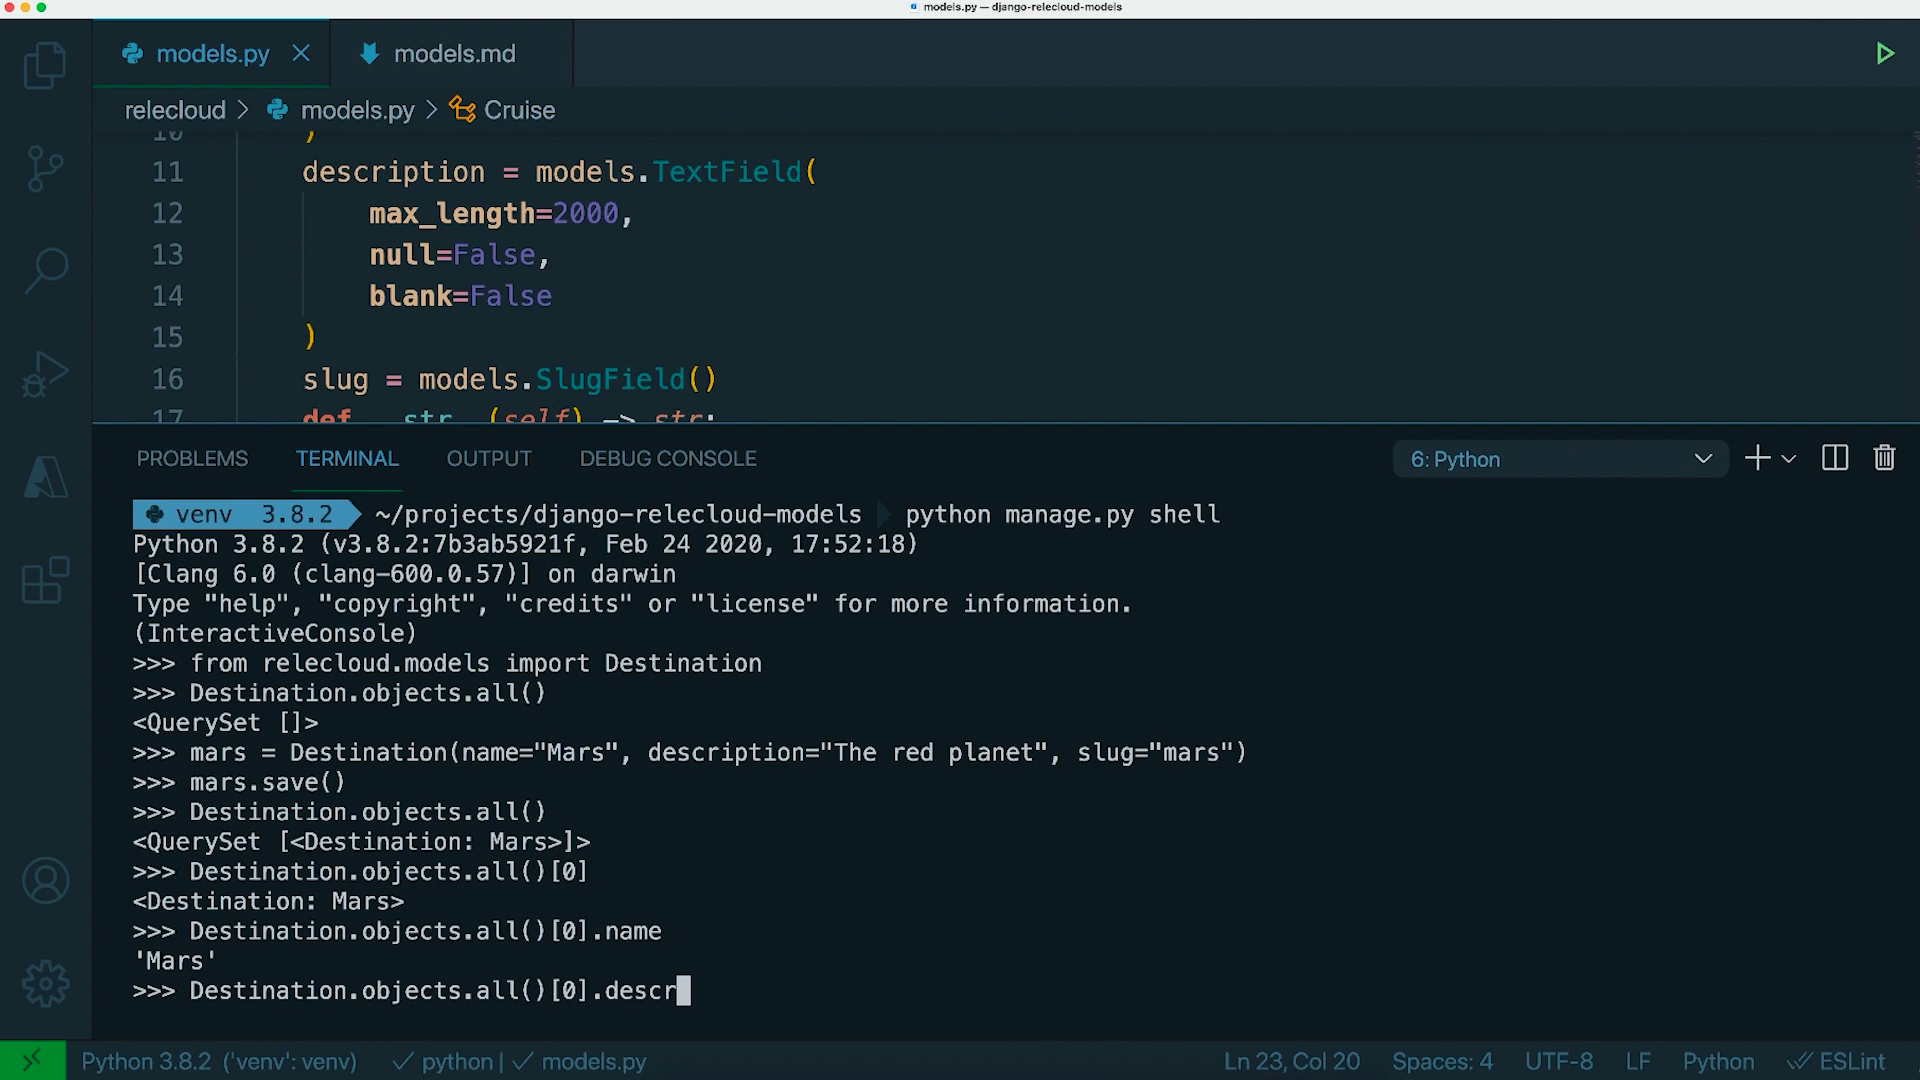 models.py — django-relecloud-models
models.py
models.md
relecloud > models.py > Cruise
10 )
11 description = models.TextField(
12 max_length=2000,
13 null=False,
14 blank=False
15 )
16 slug = models.SlugField()
17 def __str__(self) -> str:
PROBLEMS TERMINAL OUTPUT DEBUG CONSOLE 6: Python
venv 3.8.2 ~/projects/django-relecloud-models python manage.py shell
Python 3.8.2 (v3.8.2:7b3ab5921f, Feb 24 2020, 17:52:18)
[Clang 6.0 (clang-600.0.57)] on darwin
Type "help", "copyright", "credits" or "license" for more information.
(InteractiveConsole)
>>> from relecloud.models import Destination
>>> Destination.objects.all()
<QuerySet []>
>>> mars = Destination(name="Mars", description="The red planet", slug="mars")
>>> mars.save()
>>> Destination.objects.all()
<QuerySet [<Destination: Mars>]>
>>> Destination.objects.all()[0]
<Destination: Mars>
>>> Destination.objects.all()[0].name
'Mars'
>>> Destination.objects.all()[0].descr
Python 3.8.2 ('venv': venv) ✓ python | ✓ models.py Ln 23, Col 20 Spaces: 4 UTF-8 LF Python ESLint